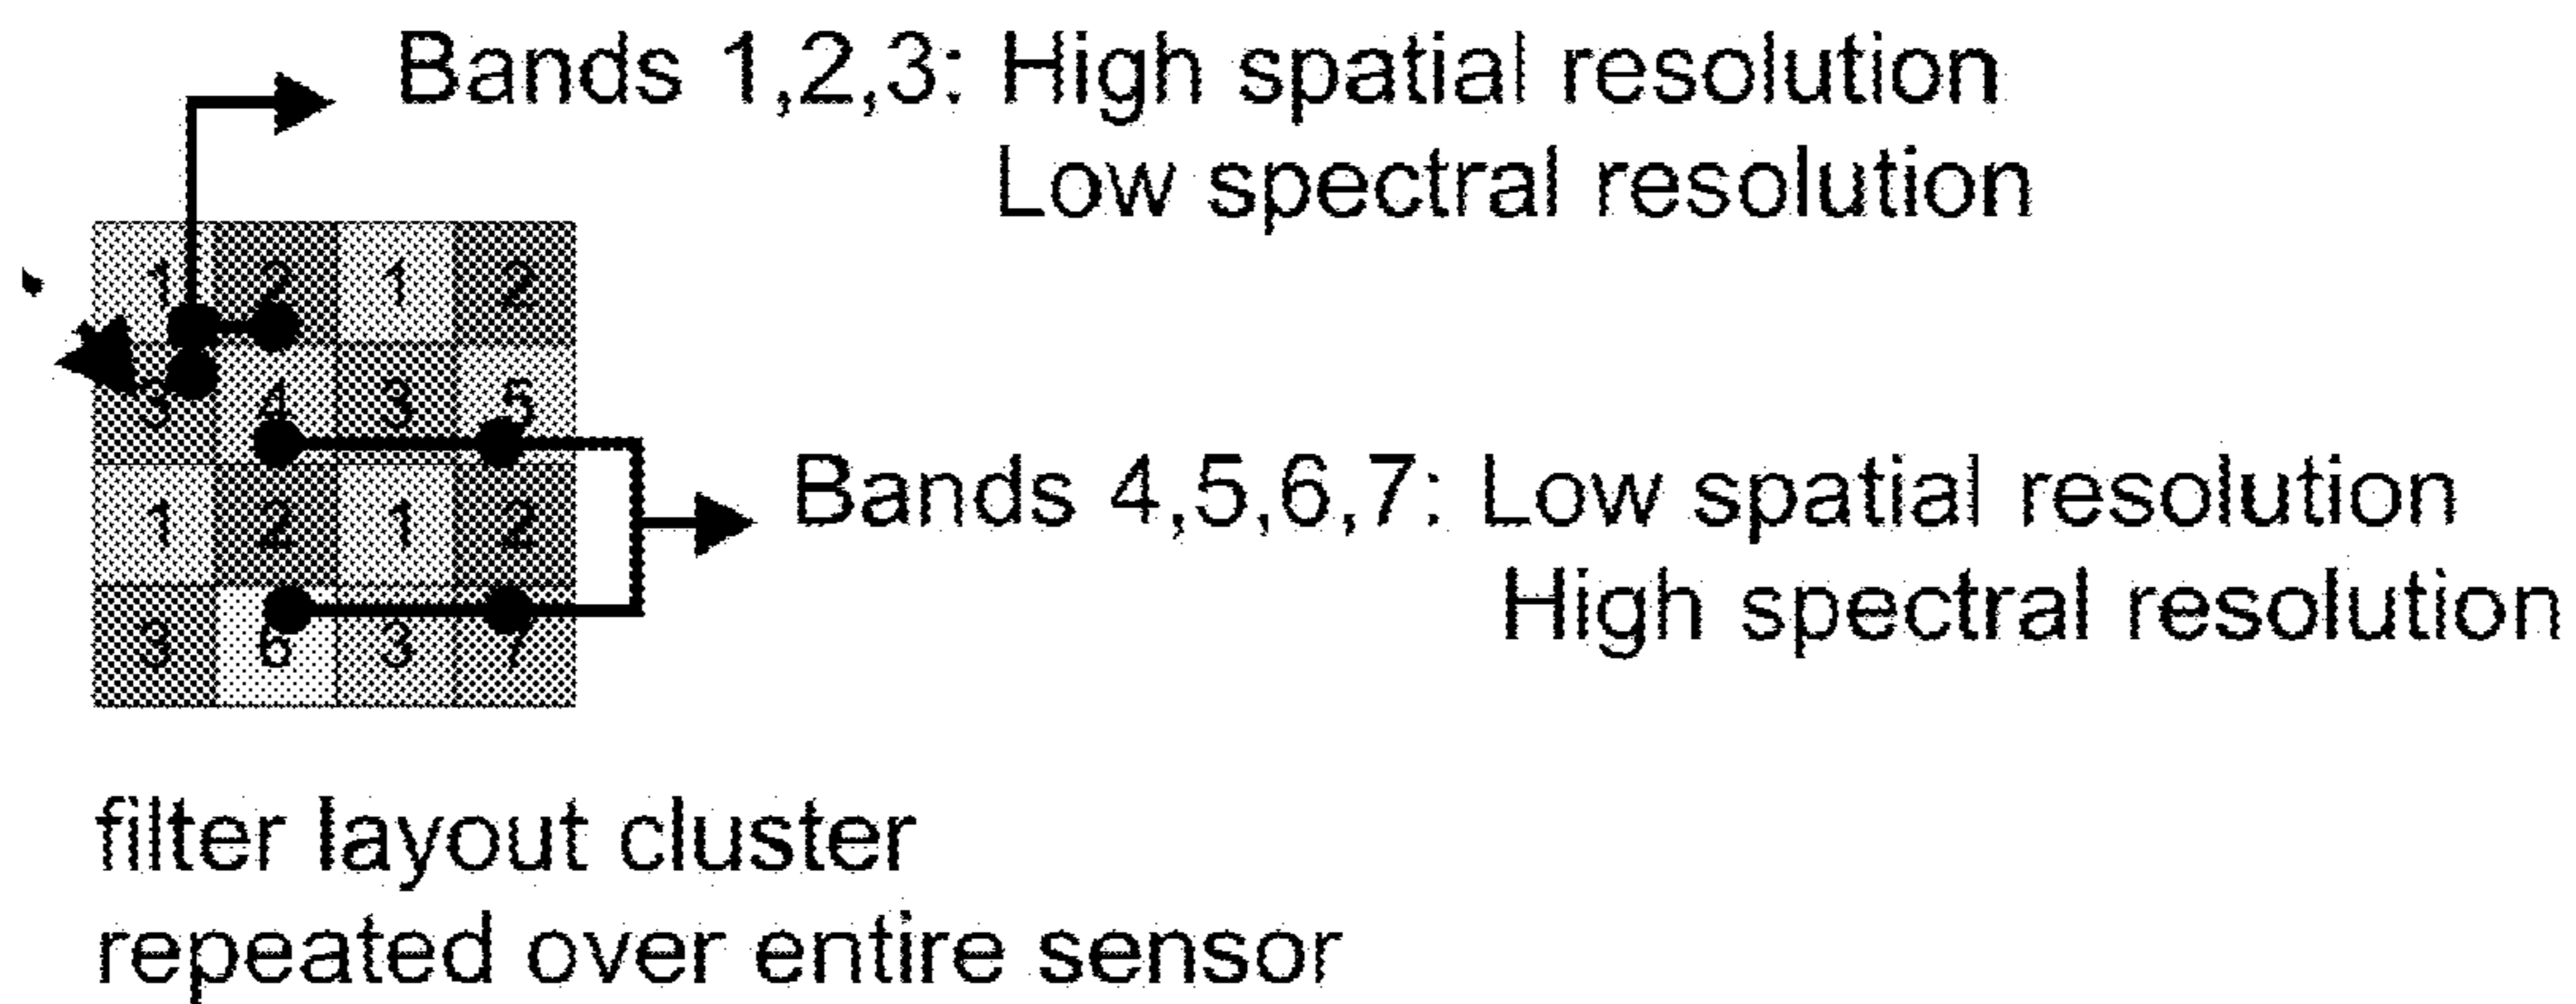 Bands 1,2,3: High spatial resolution
Low spectral resolution
1 2 1 2
3 4 3 5
Bands 4,5,6,7: Low spatial resolution
1 2 1 2
High spectral resolution
3 6 3 7
filter layout cluster
repeated over entire sensor